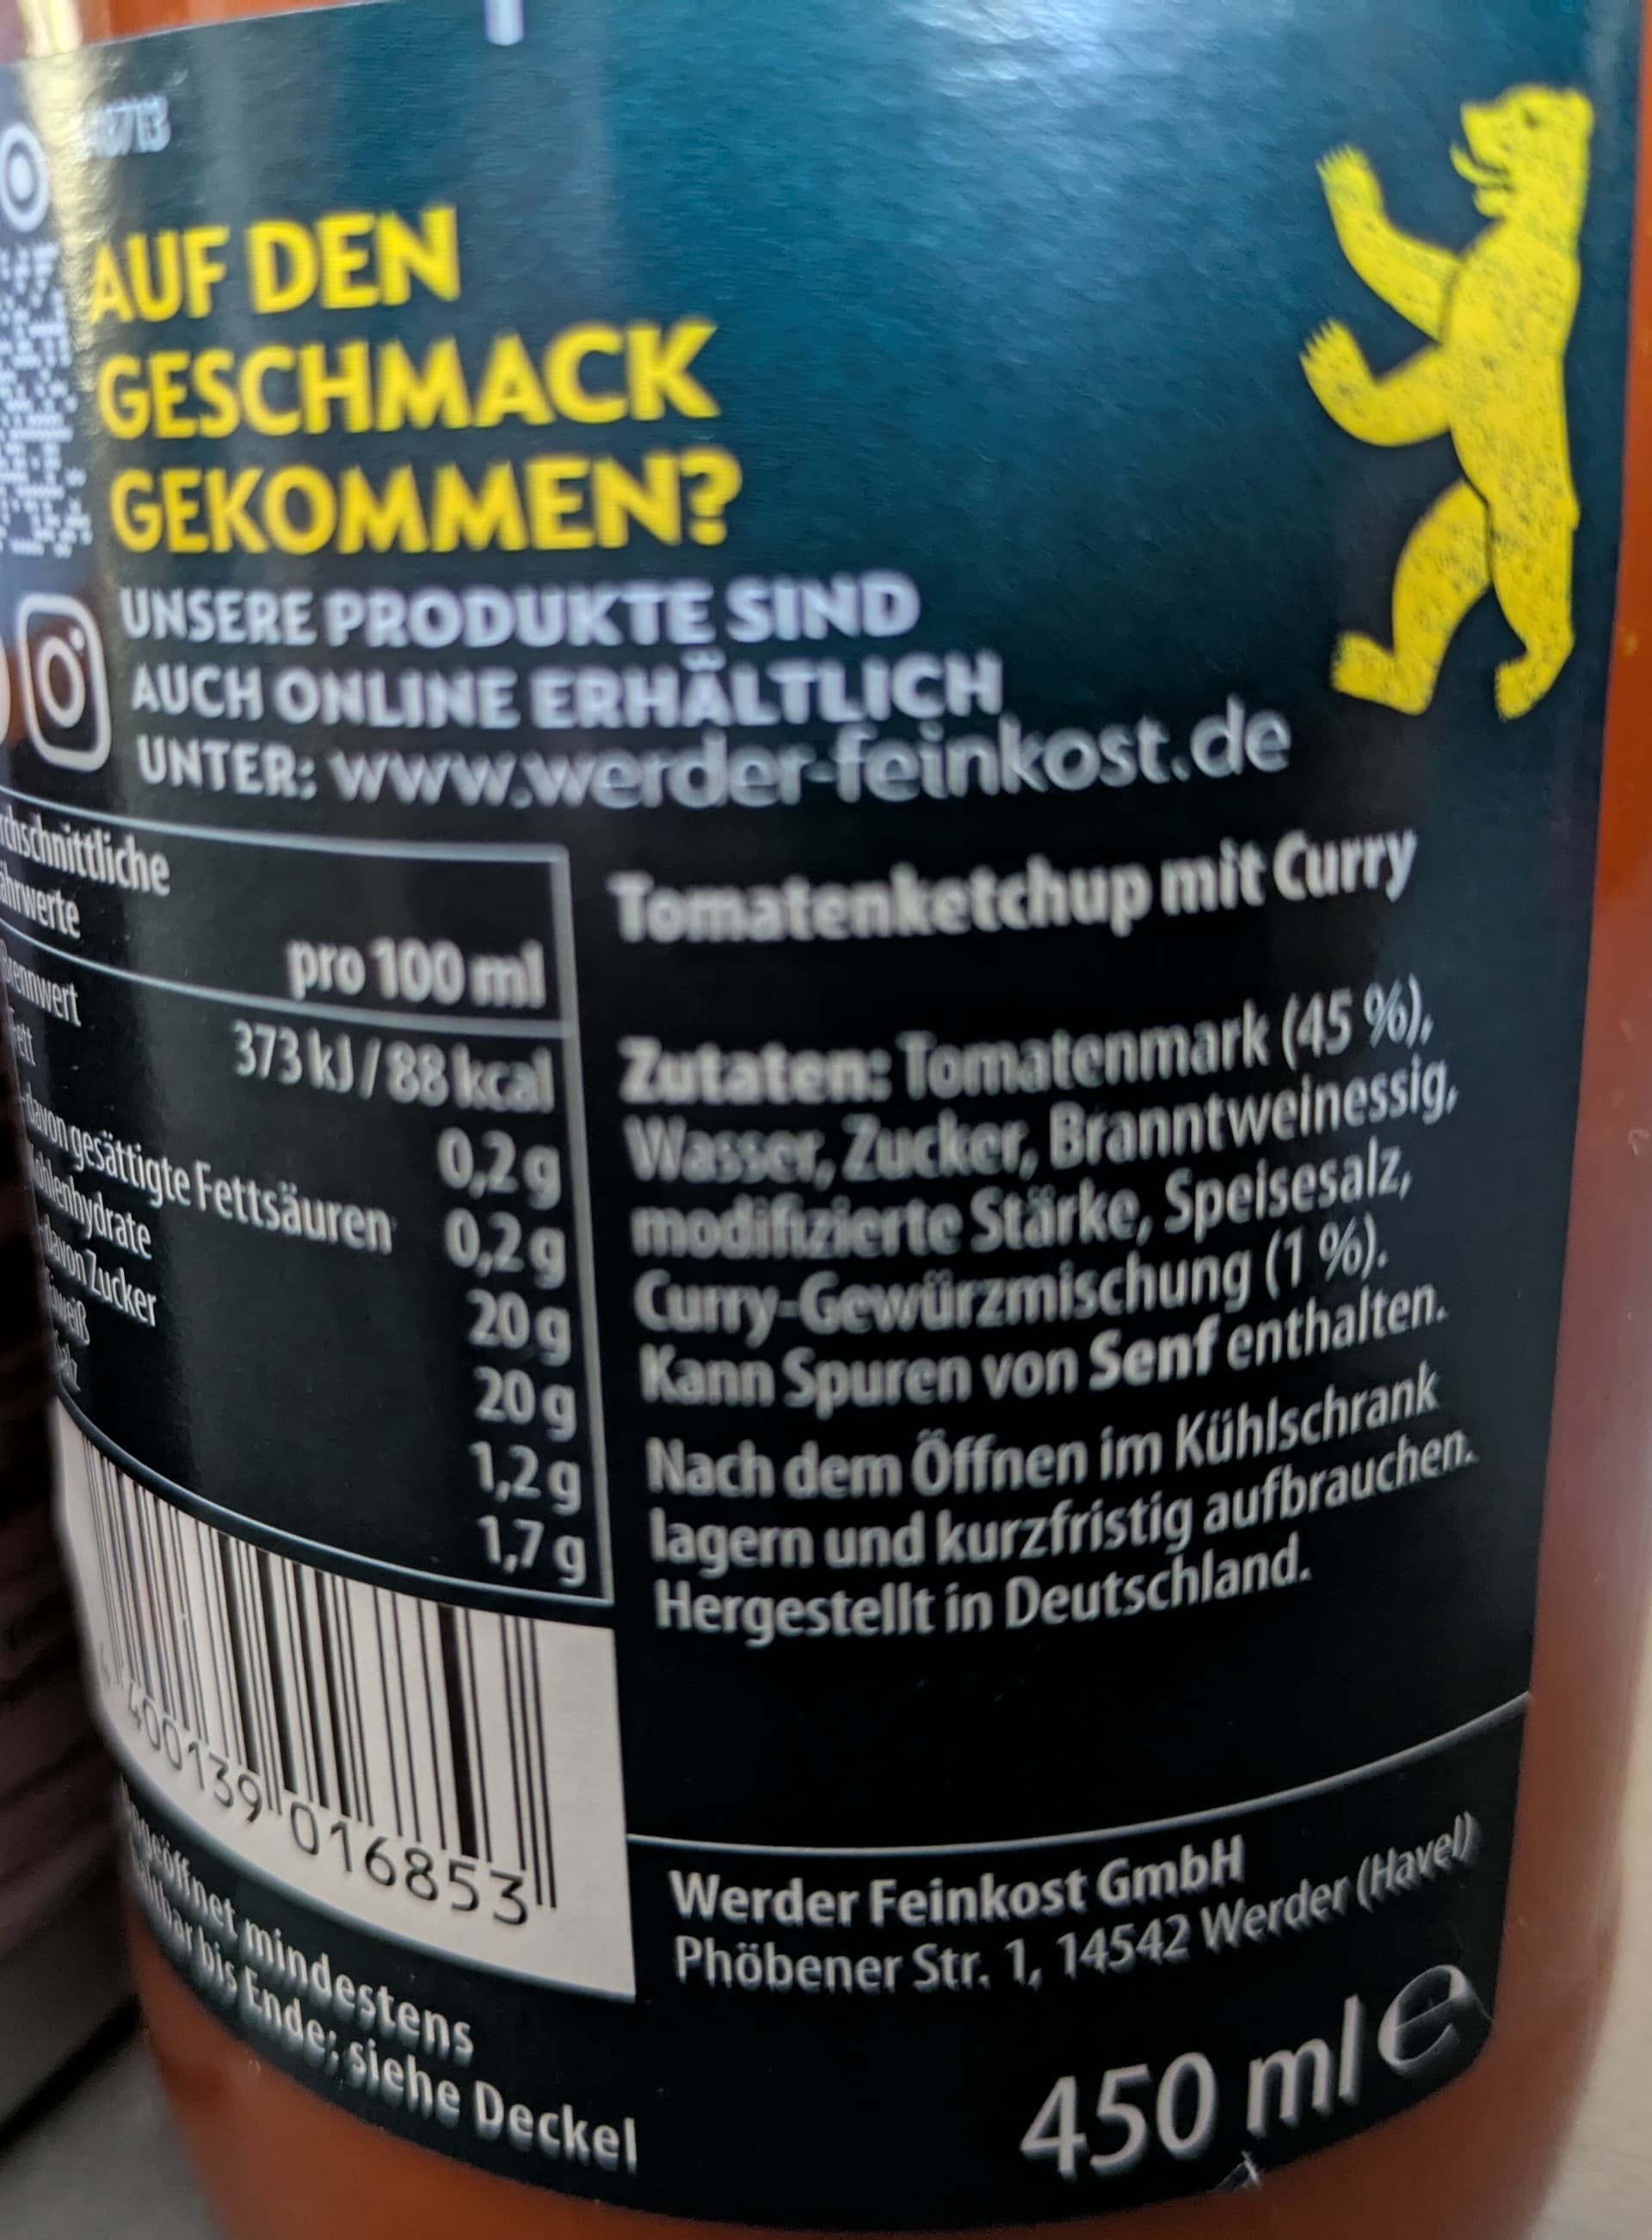 AUF DEN
GESCHMACK
GEKOMMEN?
UNSERE PRODUKTE SIND
AUCH ONLINE ERHÄLTLICH
UNTER: www.werder-feinkost.de
pro 100 ml
373 kJ / 88 kcal
0,2 g
davon gesättigte Fettsäuren 0,2 g
20 g
davon Zucker 20 g
1,2 g
1,7 g
Tomatenketchup mit Curry
Zutaten: Tomatenmark (45 %),
Wasser, Zucker, Branntweinessig,
modifizierte Stärke, Speisesalz,
Curry-Gewürzmischung (1 %).
Kann Spuren von Senf enthalten.
Nach dem Öffnen im Kühlschrank
lagern und kurzfristig aufbrauchen.
Hergestellt in Deutschland.
400139 016853
mindestens
bis Ende: siehe Deckel
Werder Feinkost GmbH
Phöbener Str. 1, 14542 Werder (Havel)
450 ml e